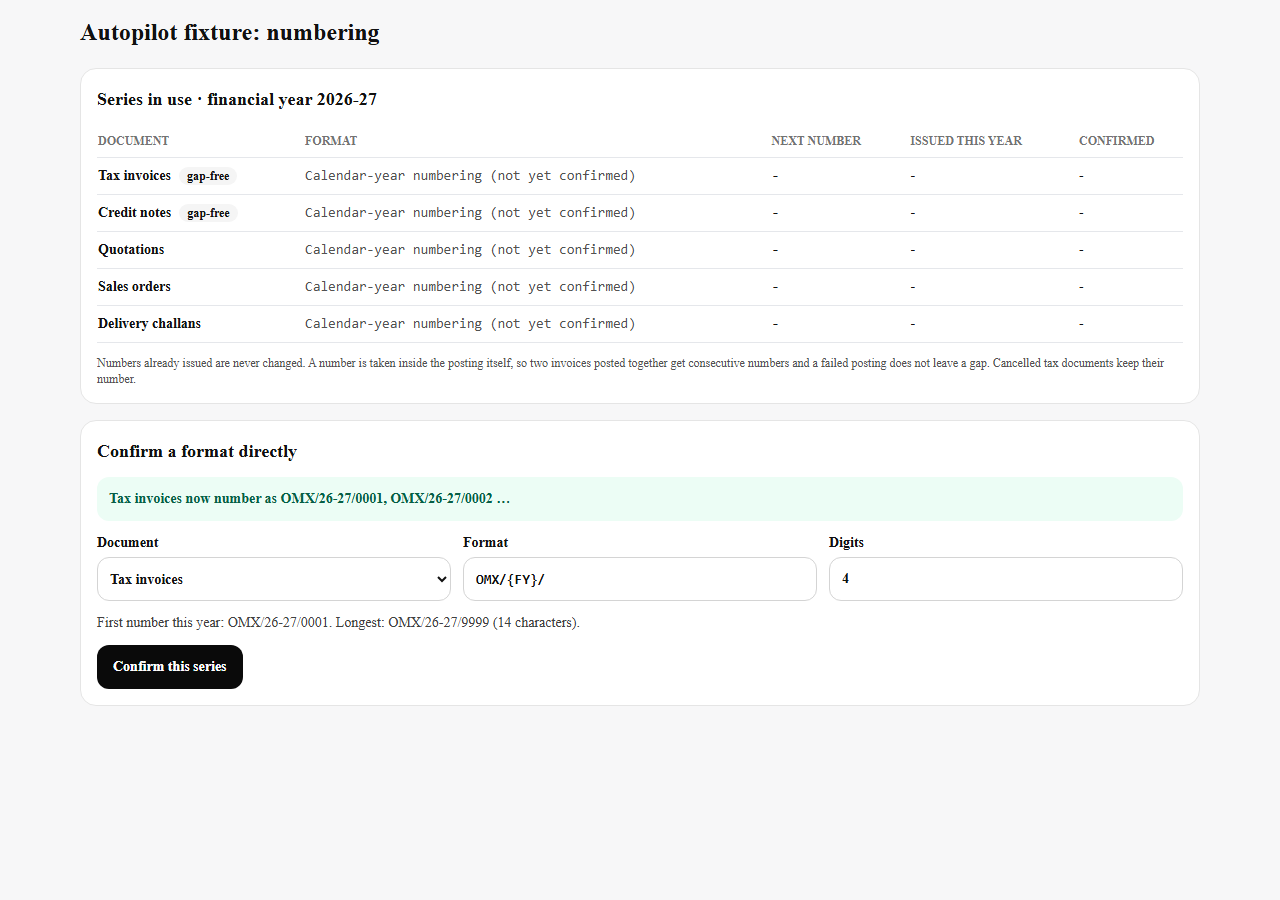 Autopilot fixture: numbering
Series in use · financial year 2026-27
DOCUMENT FORMAT NEXT NUMBER ISSUED THIS YEAR CONFIRMED
Tax invoices gap-free Calendar-year numbering (not yet confirmed) - - -
Credit notes gap-free Calendar-year numbering (not yet confirmed) - - -
Quotations Calendar-year numbering (not yet confirmed) - - -
Sales orders Calendar-year numbering (not yet confirmed) - - -
Delivery challans Calendar-year numbering (not yet confirmed) - - -
Numbers already issued are never changed. A number is taken inside the posting itself, so two invoices posted together get consecutive numbers and a failed posting does not leave a gap. Cancelled tax documents keep their
number.
Confirm a format directly
Tax invoices now number as OMX/26-27/0001, OMX/26-27/0002 …
Document Format Digits
Tax invoices OMX/{FY}/ 4
First number this year: OMX/26-27/0001. Longest: OMX/26-27/9999 (14 characters).
Confirm this series